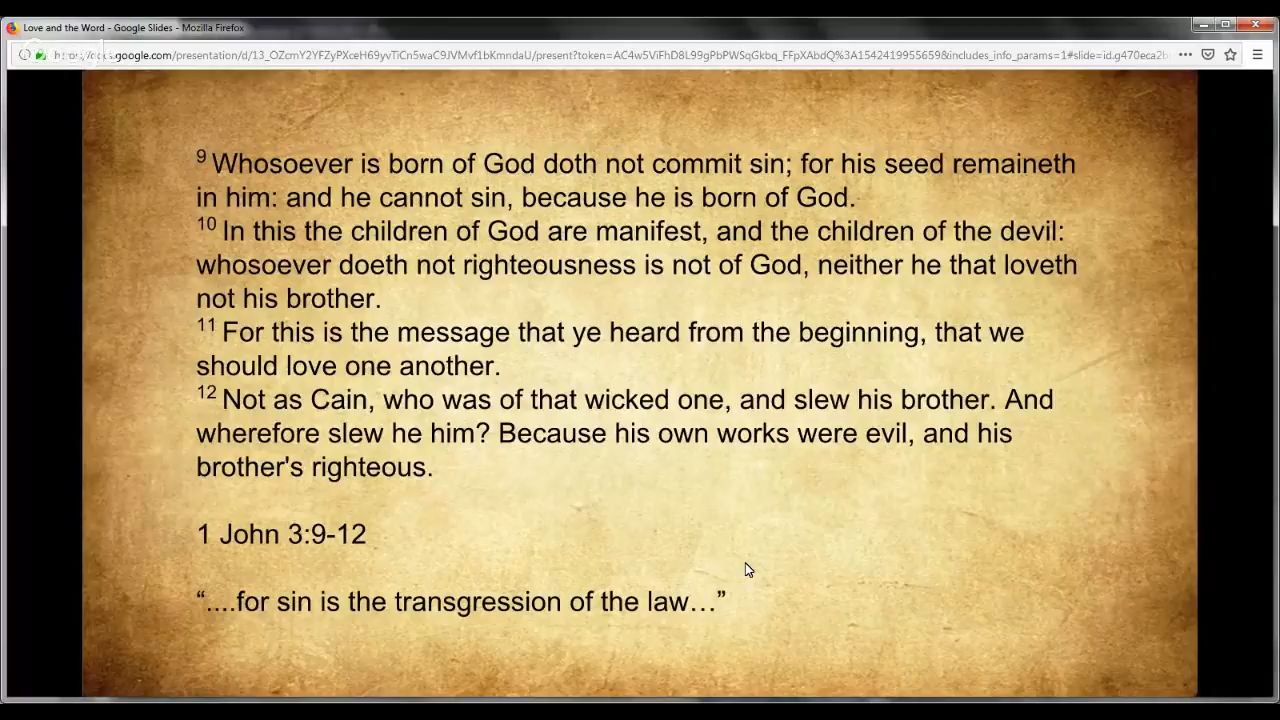 Love and the Word - Google Slides - Mozilla Firefox
.google.com/presentation/d/13_OZcmY2YFZyPXceH69yvTiCn5waC9JVMvf1bKmndaU/present?token=AC4w5ViFhD8L99gPbPWSqGkbq_FFpXAbdQ%3A1542419955659&includes_info_params=1#slide=id.g470eca2b
9 Whosoever is born of God doth not commit sin; for his seed remaineth
in him: and he cannot sin, because he is born of God.
10 In this the children of God are manifest, and the children of the devil:
whosoever doeth not righteousness is not of God, neither he that loveth
not his brother.
11 For this is the message that ye heard from the beginning, that we
should love one another.
12 Not as Cain, who was of that wicked one, and slew his brother. And
wherefore slew he him? Because his own works were evil, and his
brother's righteous.
1 John 3:9-12
“....for sin is the transgression of the law…”